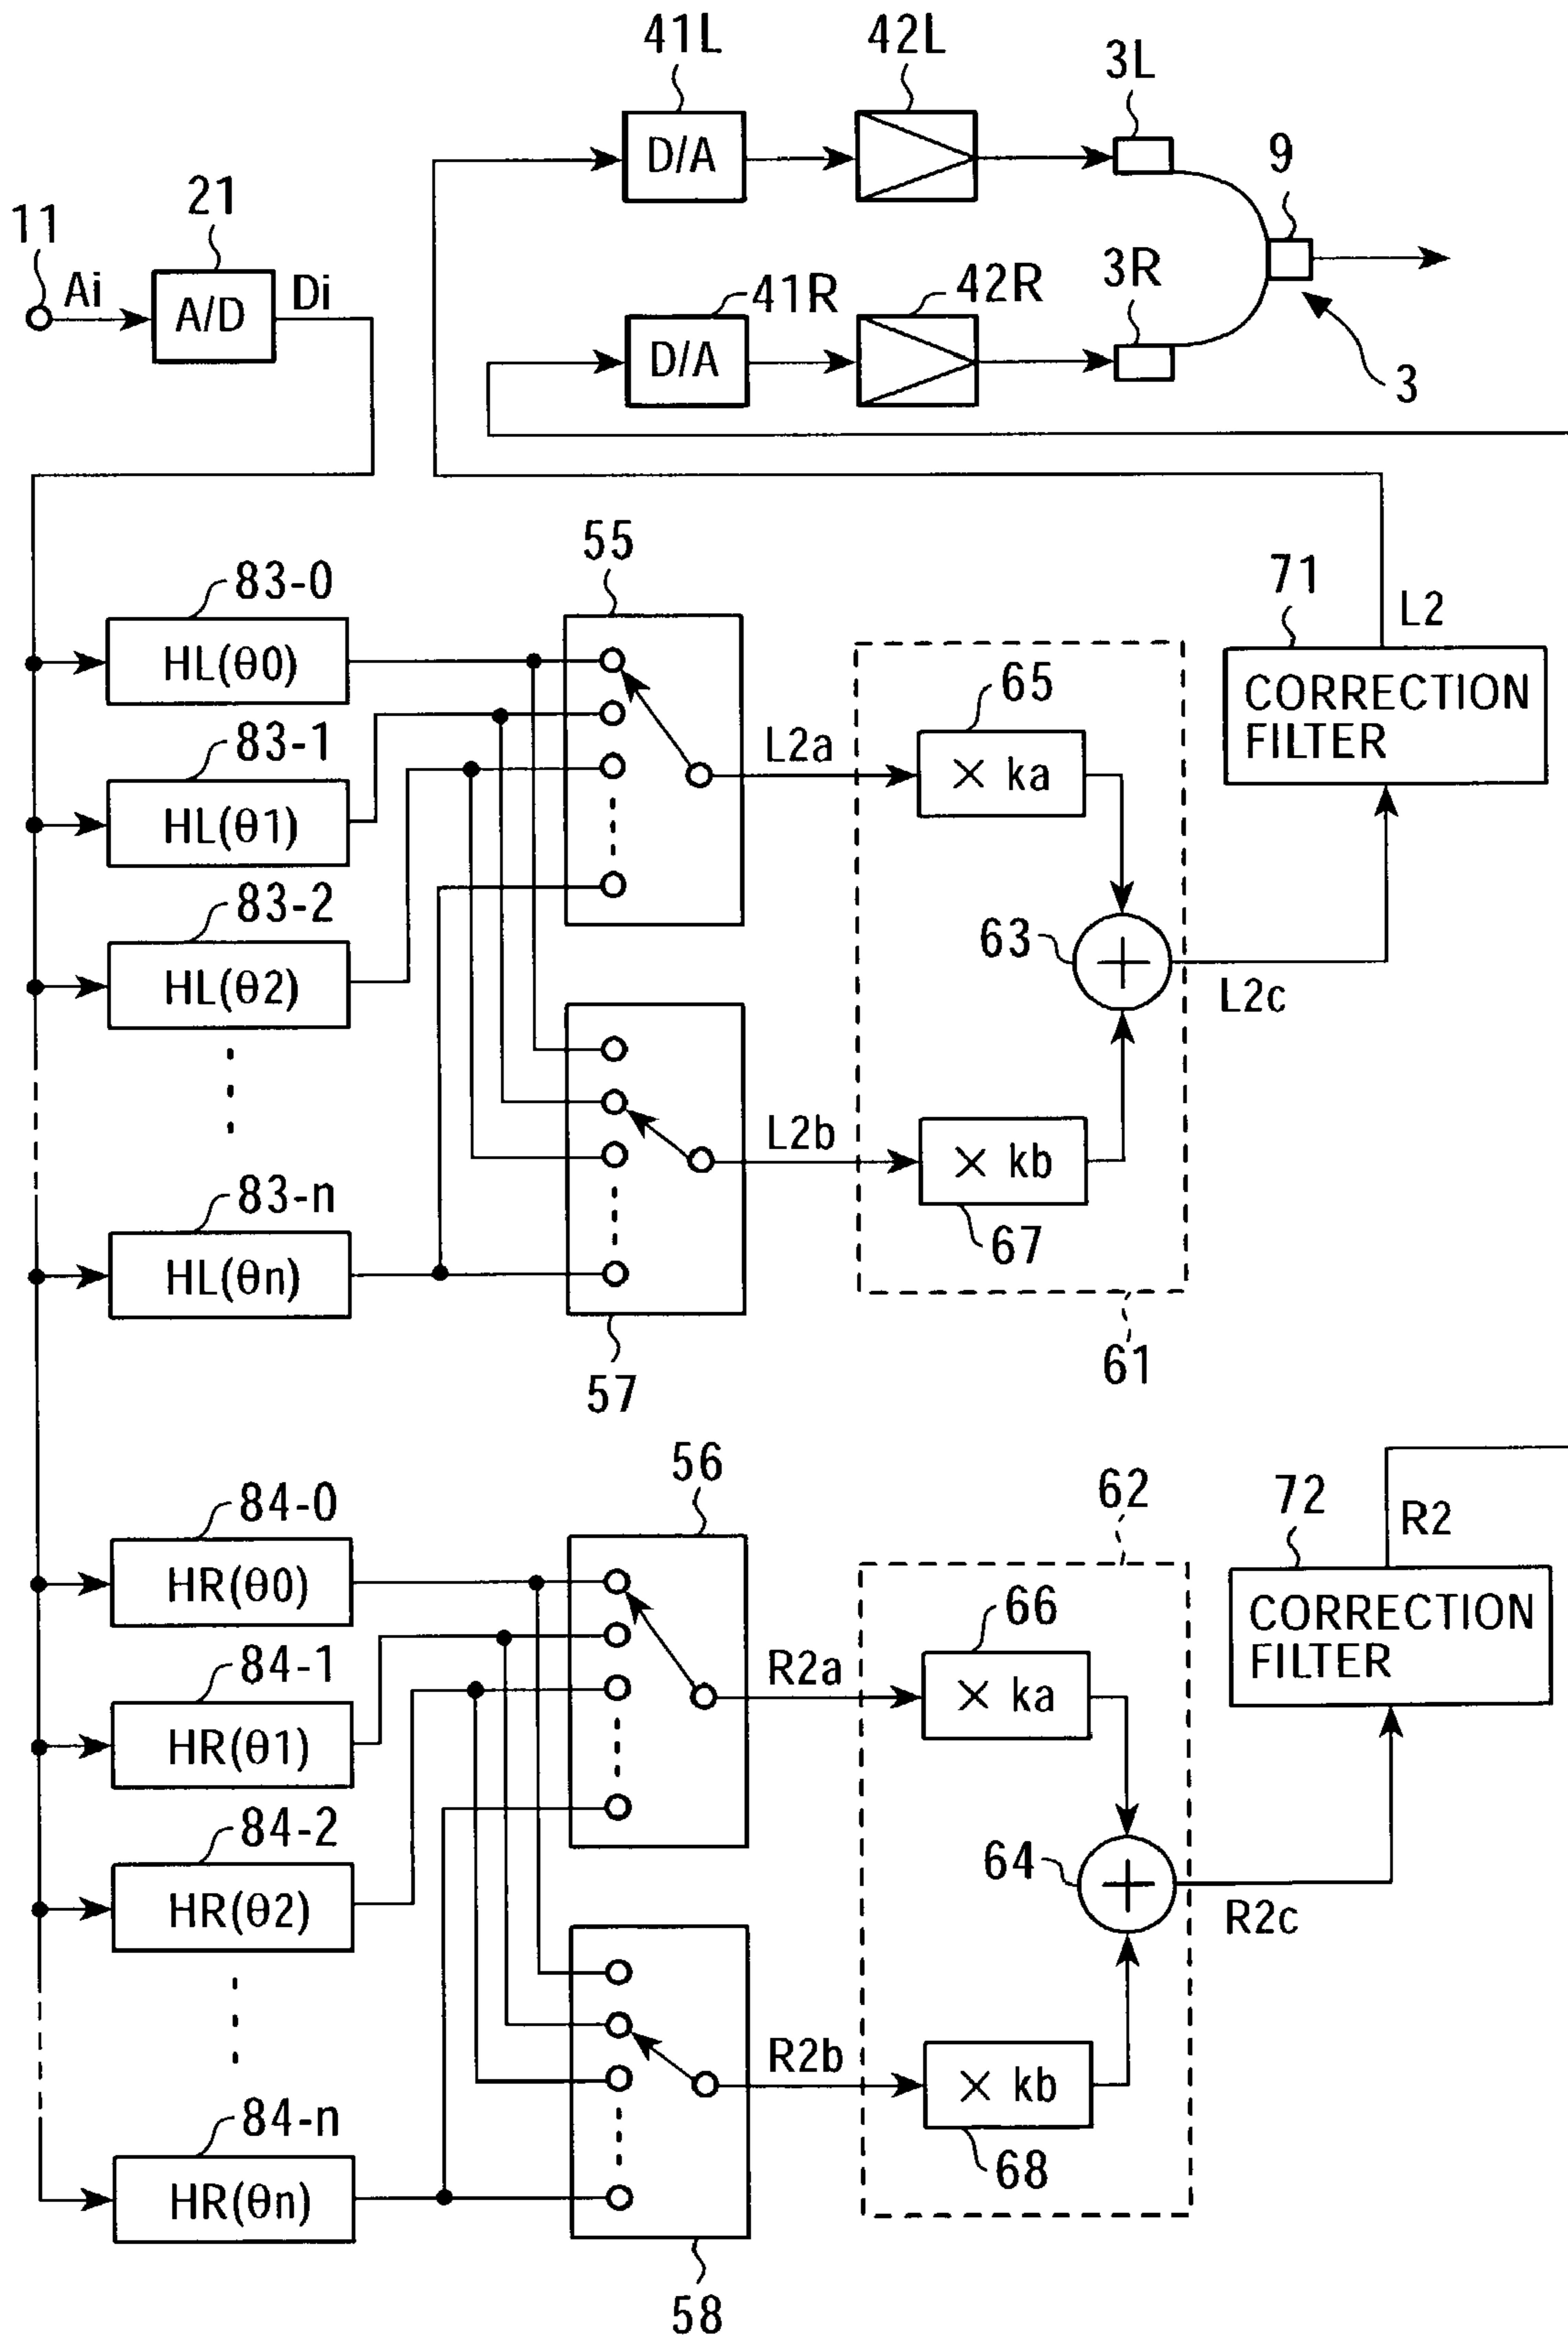 41L
42L
3L
9
21
11
Ai
A/D
Di
D/A
41R
42R
3R
D/A
3
55
71
L2
83-0
HL(θ0)
65
CORRECTION
FILTER
83-1
L2a
× ka
HL(θ1)
83-2
63
+
HL(θ2)
L2c
L2b
× kb
83-n
67
HL(θn)
61
57
56
62
72
84-0
R2
HR(θ0)
66
CORRECTION
FILTER
84-1
R2a
× ka
HR(θ1)
84-2
64
+
HR(θ2)
R2c
R2b
× kb
84-n
68
HR(θn)
58